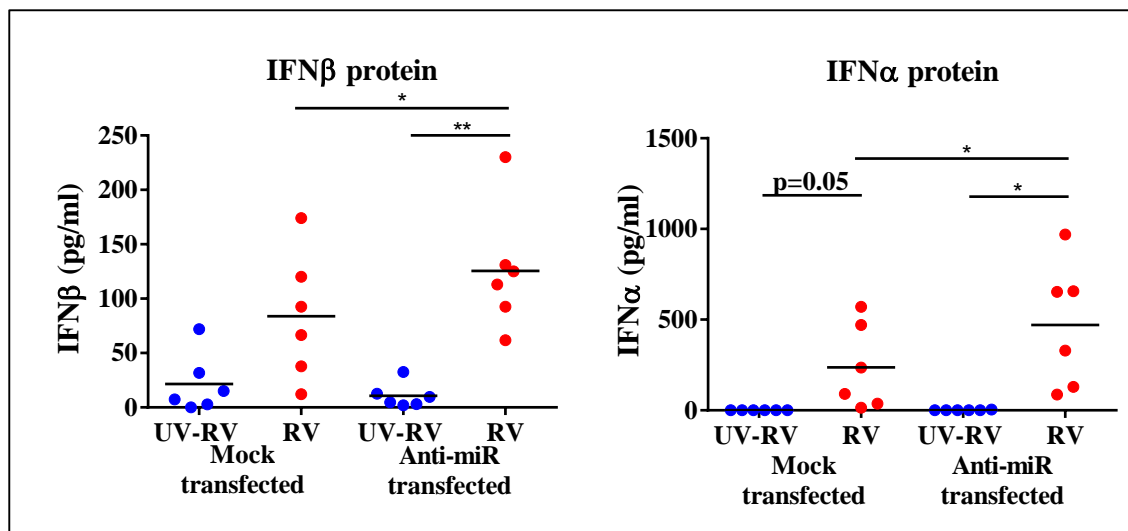 IFNβ protein
*
**
250
200
150
100
50
0
IFNβ (pg/ml)
UV-RV RV UV-RV RV
Mock transfected
Anti-miR transfected
IFNα protein
*
p=0.05
*
1500
1000
500
0
IFNα (pg/ml)
UV-RV RV UV-RV RV
Mock transfected
Anti-miR transfected